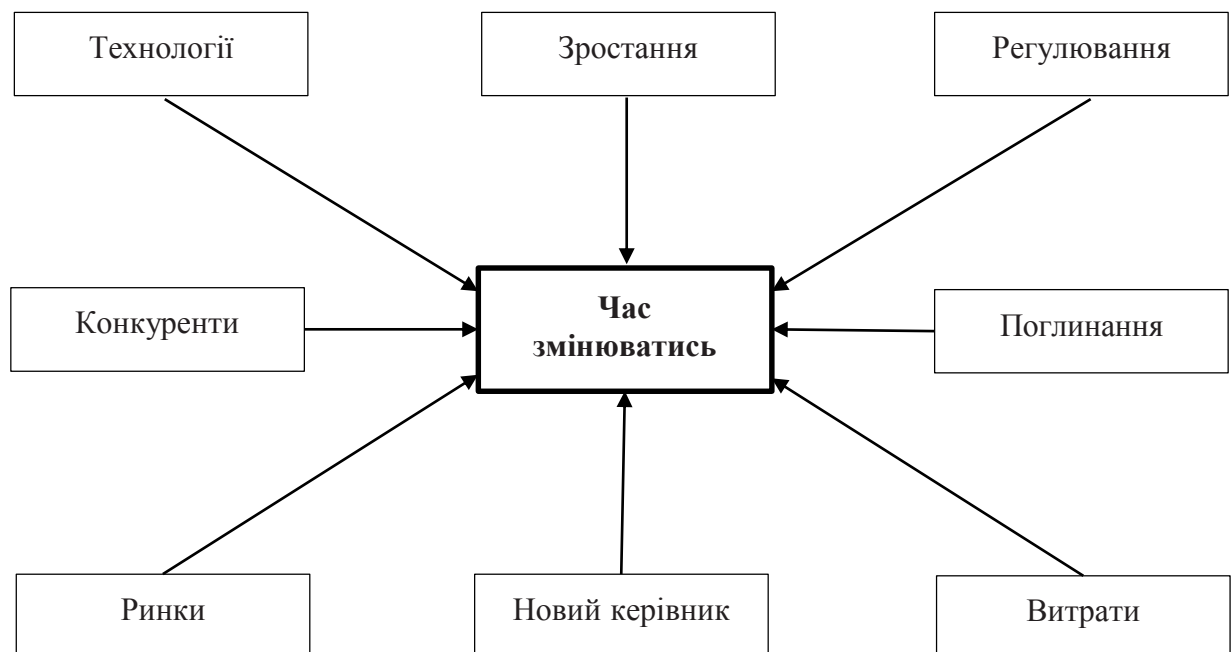 Технології
Зростання
Регулювання
Конкуренти
Час
змінюватись
Поглинання
Ринки
Новий керівник
Витрати